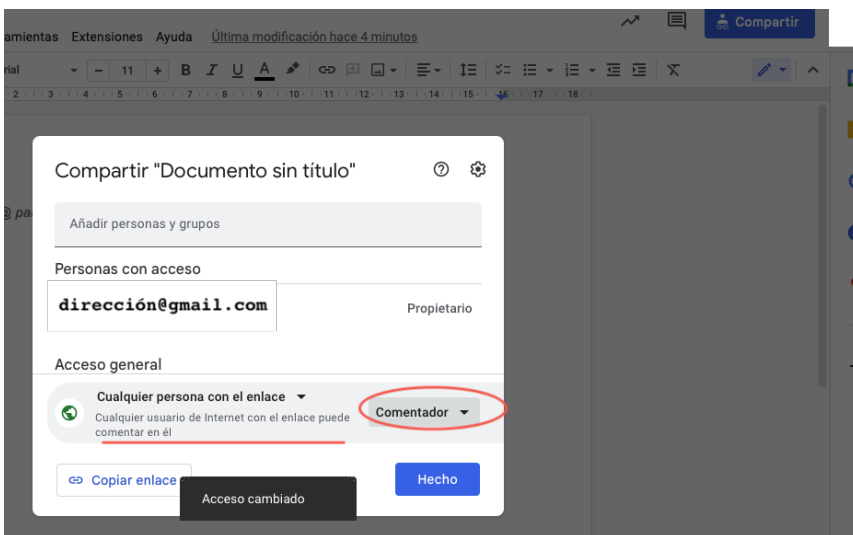 amientas Extensiones Ayuda Última modificación hace 4 minutos
Compartir
rial 11 B I U A
2 3 4 5 6 7 8 9 10 11 12 13 14 15 16 17 18
@ pa
Compartir "Documento sin título"
Añadir personas y grupos
Personas con acceso
dirección@gmail.com
Propietario
Acceso general
Cualquier persona con el enlace
Comentador
Cualquier usuario de Internet con el enlace puede
comentar en él
Copiar enlace
Hecho
Acceso cambiado